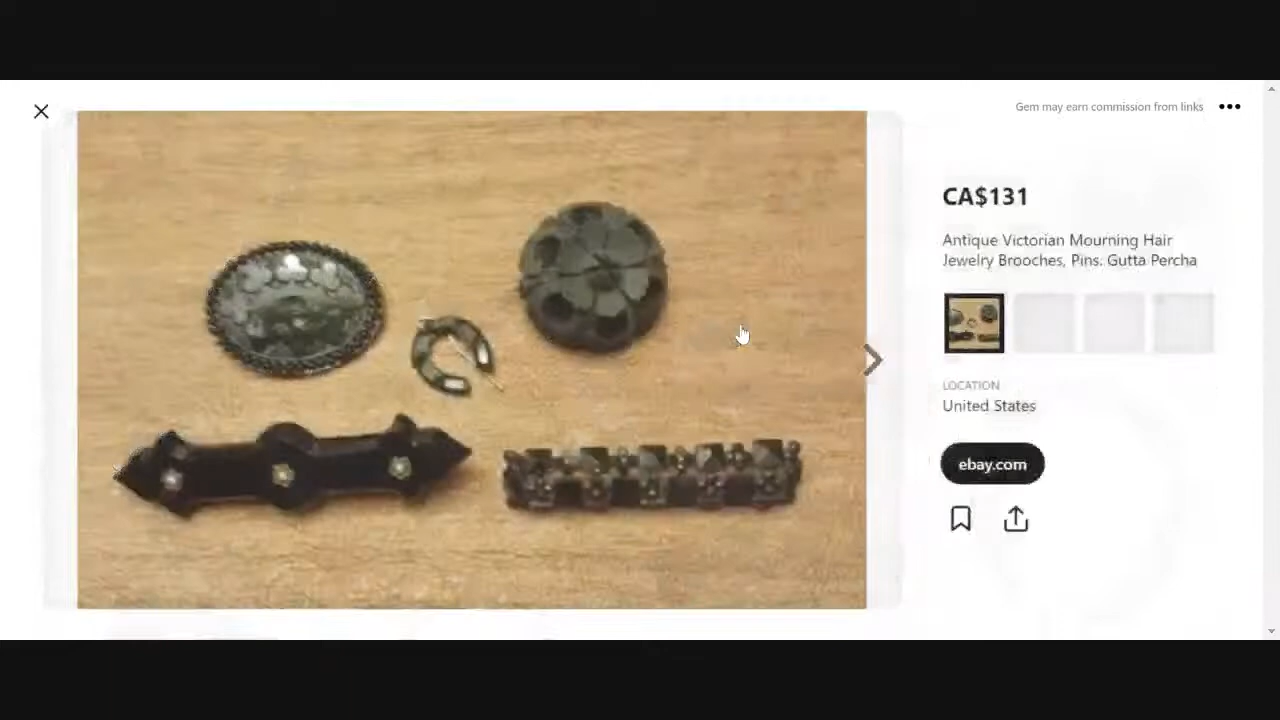 Gem may earn commission from links
CA$131
Antique Victorian Mourning Hair
Jewelry Brooches, Pins. Gutta Percha
LOCATION
United States
ebay.com